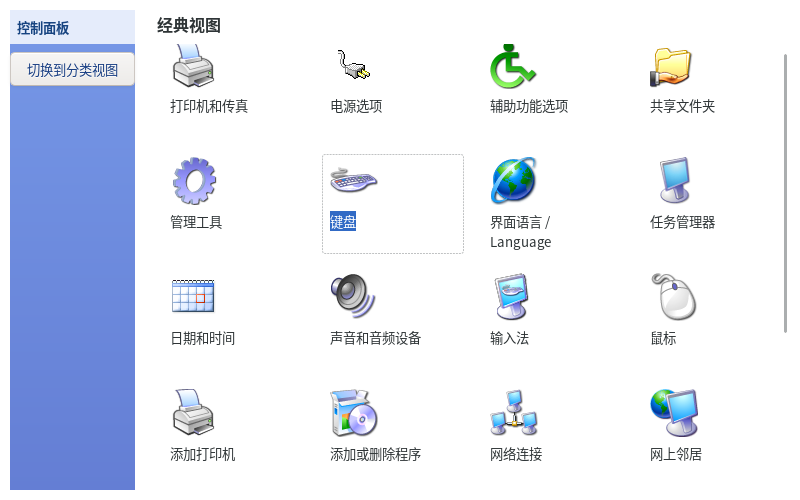 控制面板
切换到分类视图
经典视图
打印机和传真
电源选项
辅助功能选项
共享文件夹
管理工具
键盘
界面语言 /
Language
任务管理器
日期和时间
声音和音频设备
输入法
鼠标
添加打印机
添加或删除程序
网络连接
网上邻居